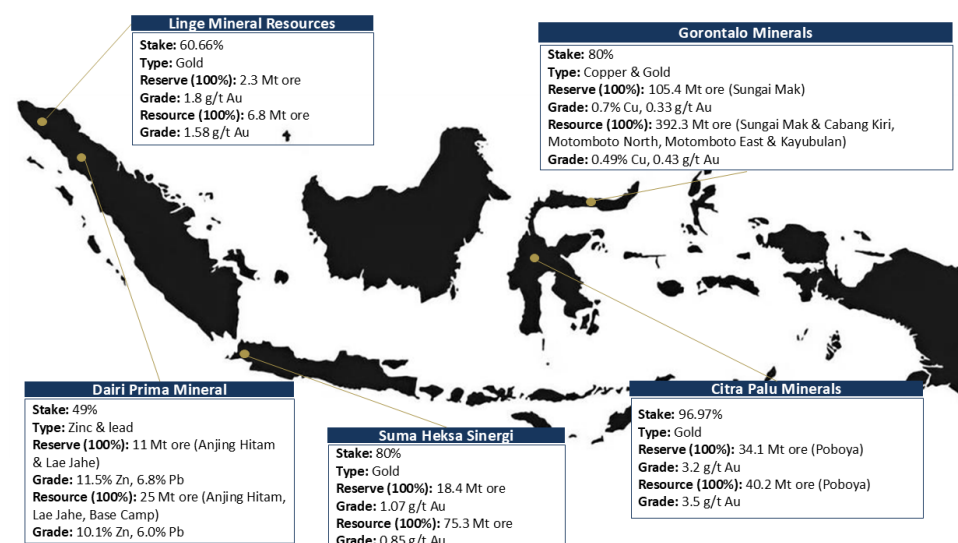 Linge Mineral Resources
Stake: 60.66%
Type: Gold
Reserve (100%): 2.3 Mt ore
Grade: 1.8 g/t Au
Resource (100%): 6.8 Mt ore
Grade: 1.58 g/t Au
Gorontalo Minerals
Stake: 80%
Type: Copper & Gold
Reserve (100%): 105.4 Mt ore (Sungai Mak)
Grade: 0.7% Cu, 0.33 g/t Au
Resource (100%): 392.3 Mt ore (Sungai Mak & Cabang Kiri,
Motomboto North, Motomboto East & Kayubulan)
Grade: 0.49% Cu, 0.43 g/t Au
Dairi Prima Mineral
Stake: 49%
Type: Zinc & lead
Reserve (100%): 11 Mt ore (Anjing Hitam
& Lae Jahe)
Grade: 11.5% Zn, 6.8% Pb
Resource (100%): 25 Mt ore (Anjing Hitam,
Lae Jahe, Base Camp)
Grade: 10.1% Zn, 6.0% Pb
Suma Heksa Sinergi
Stake: 80%
Type: Gold
Reserve (100%): 18.4 Mt ore
Grade: 1.07 g/t Au
Resource (100%): 75.3 Mt ore
Grade: 0.85 g/t Au
Citra Palu Minerals
Stake: 96.97%
Type: Gold
Reserve (100%): 34.1 Mt ore (Poboya)
Grade: 3.2 g/t Au
Resource (100%): 40.2 Mt ore (Poboya)
Grade: 3.5 g/t Au